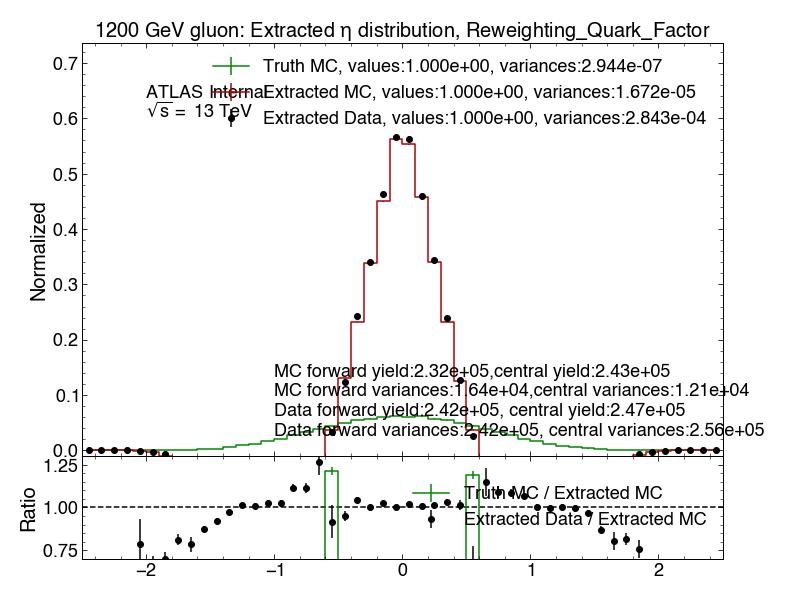 1200 GeV gluon: Extracted η distribution, Reweighting_Quark_Factor
0.7
Truth MC, values:1.000e+00, variances:2.944e-07
ATLAS Internal
Extracted MC, values:1.000e+00, variances:1.672e-05
√s = 13 TeV
Extracted Data, values:1.000e+00, variances:2.843e-04
0.6
0.5
0.4
0.3
0.2
0.1
0.0
Normalized
MC forward yield:2.32e+05,central yield:2.43e+05
MC forward variances:1.64e+04,central variances:1.21e+04
Data forward yield:2.42e+05, central yield:2.47e+05
Data forward variances:2.42e+05, central variances:2.56e+05
1.25
1.00
0.75
Ratio
Truth MC / Extracted MC
Extracted Data / Extracted MC
−2 −1 0 1 2